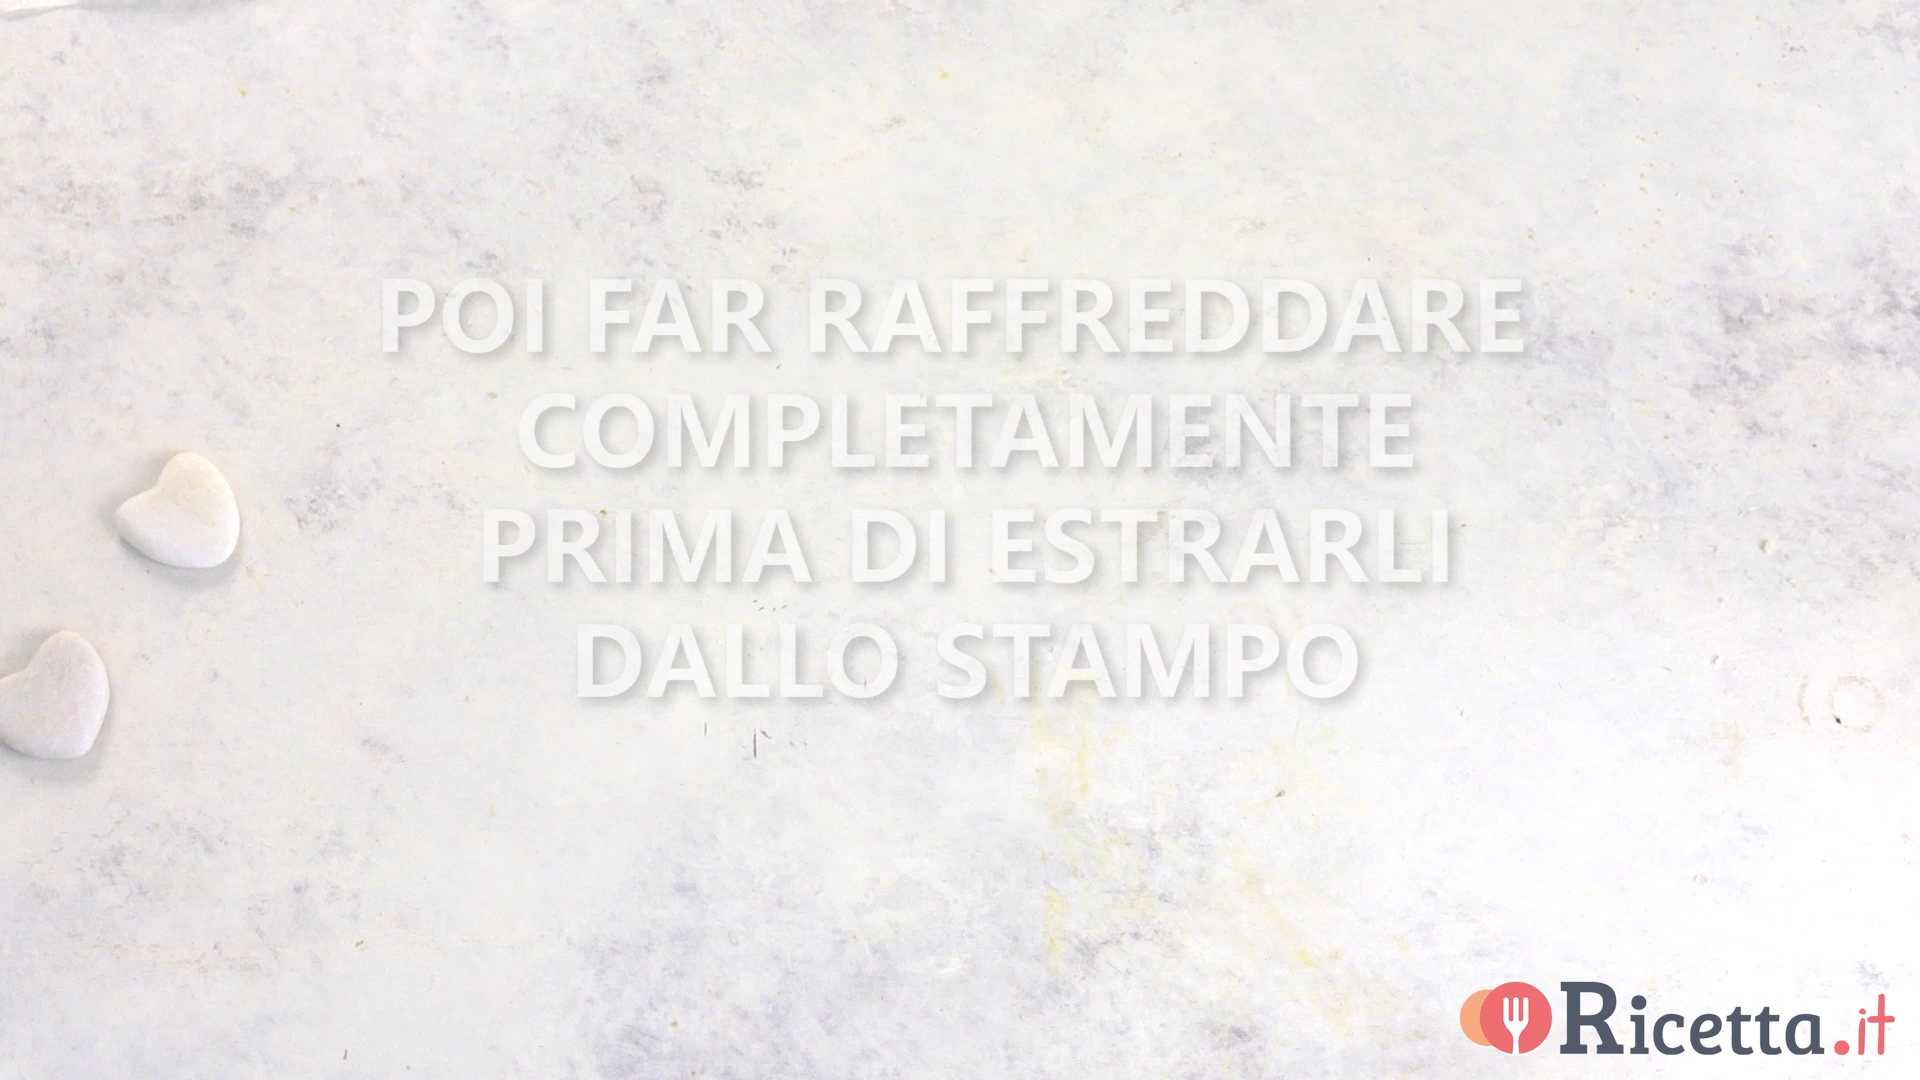 POI FAR RAFFREDDARE
COMPLETAMENTE
PRIMA DI ESTRARLI
DALLO STAMPO
Ricetta.it